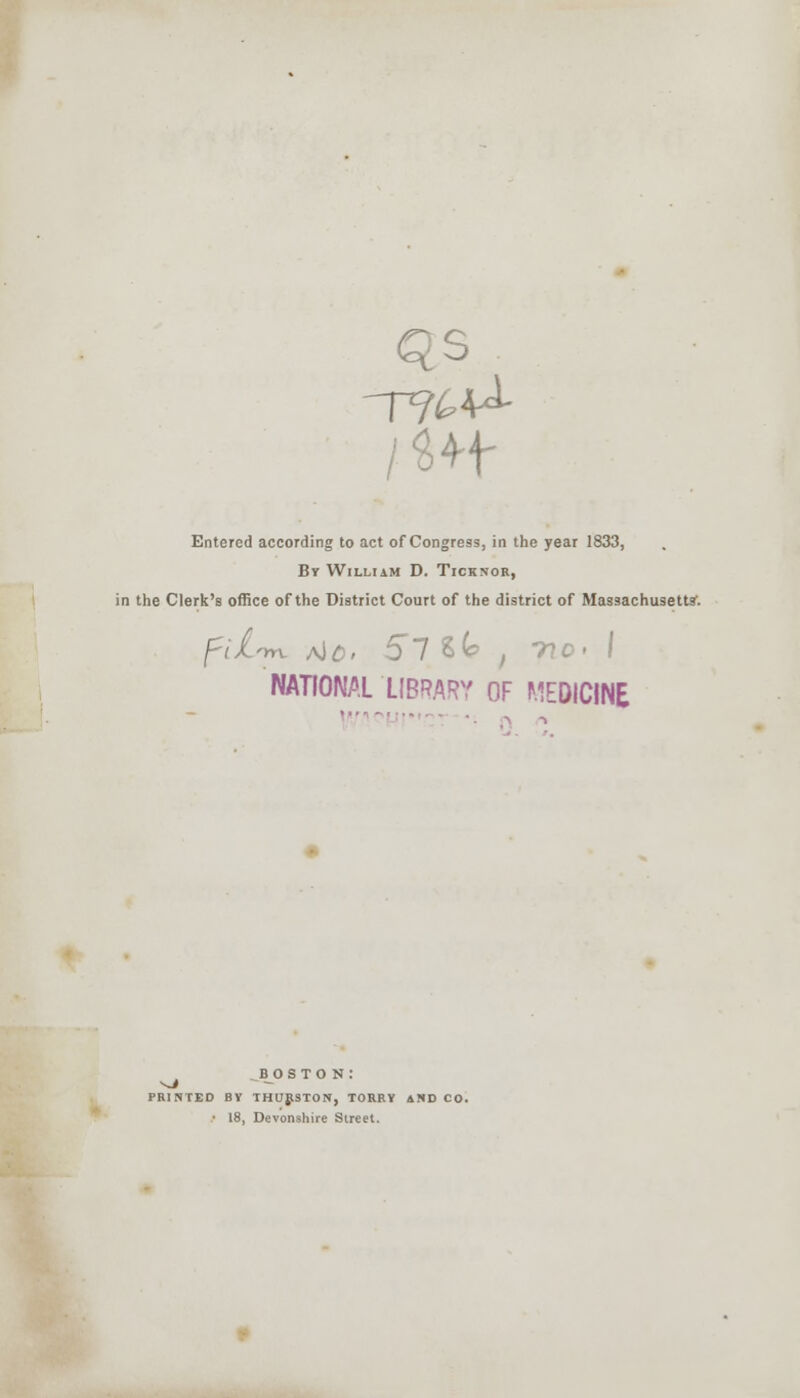 QS
T964d
1844
Entered according to act of Congress, in the year 1833,
By William D. Ticknor,
in the Clerk's office of the District Court of the district of Massachusetts.
Film No. 5786, no. 1
NATIONAL LIBRARY OF MEDICINE
BOSTON:
PRINTED BY THURSTON, TORRY AND CO.
18, Devonshire Street.